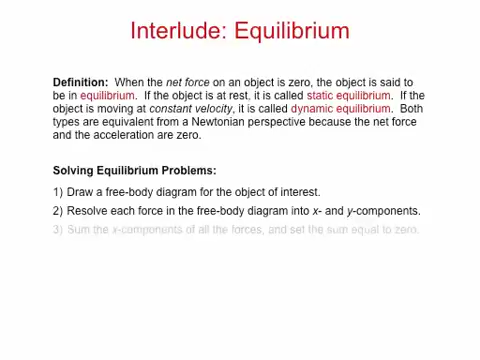 Interlude: Equilibrium
Definition: When the net force on an object is zero, the object is said to
be in equilibrium. If the object is at rest, it is called static equilibrium. If the
object is moving at constant velocity, it is called dynamic equilibrium. Both
types are equivalent from a Newtonian perspective because the net force
and the acceleration are zero.
Solving Equilibrium Problems:
1) Draw a free-body diagram for the object of interest.
2) Resolve each force in the free-body diagram into x- and y-components.
3) Sum the x-components of all the forces, and set the sum equal to zero.